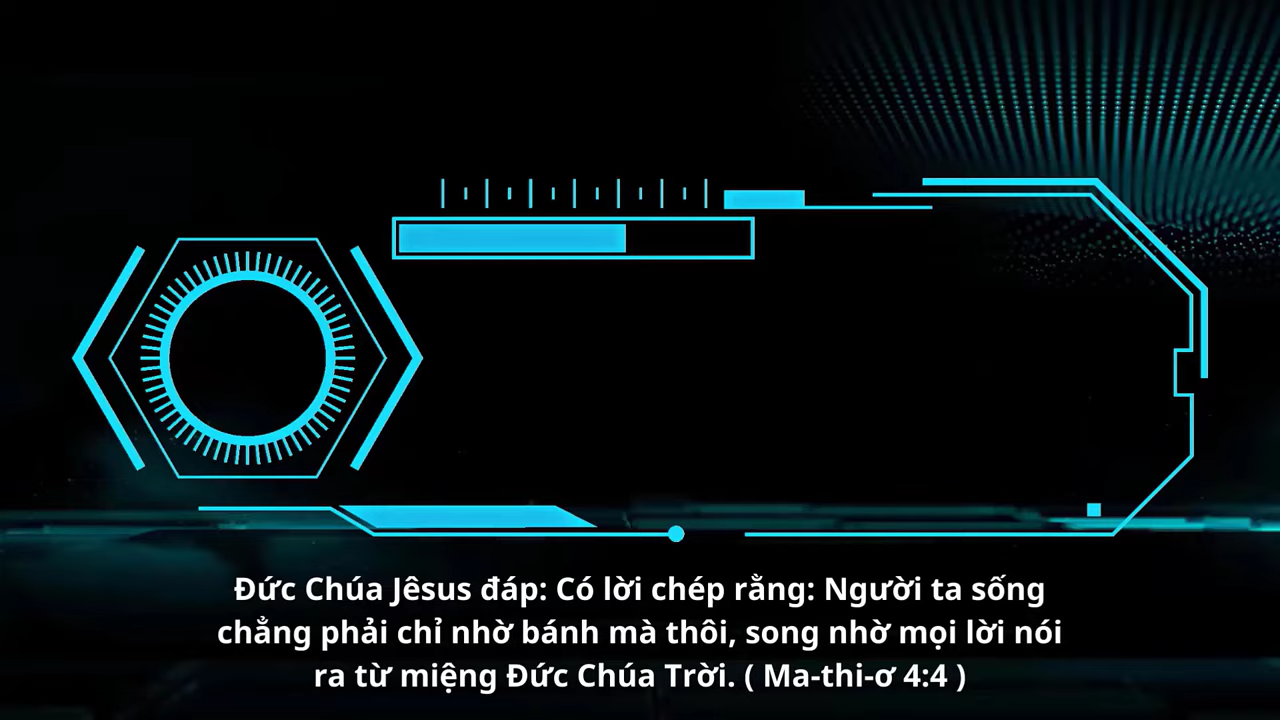 Đức Chúa Jêsus đáp: Có lời chép rằng: Người ta sống
chẳng phải chỉ nhờ bánh mà thôi, song nhờ mọi lời nói
ra từ miệng Đức Chúa Trời. ( Ma-thi-ơ 4:4 )